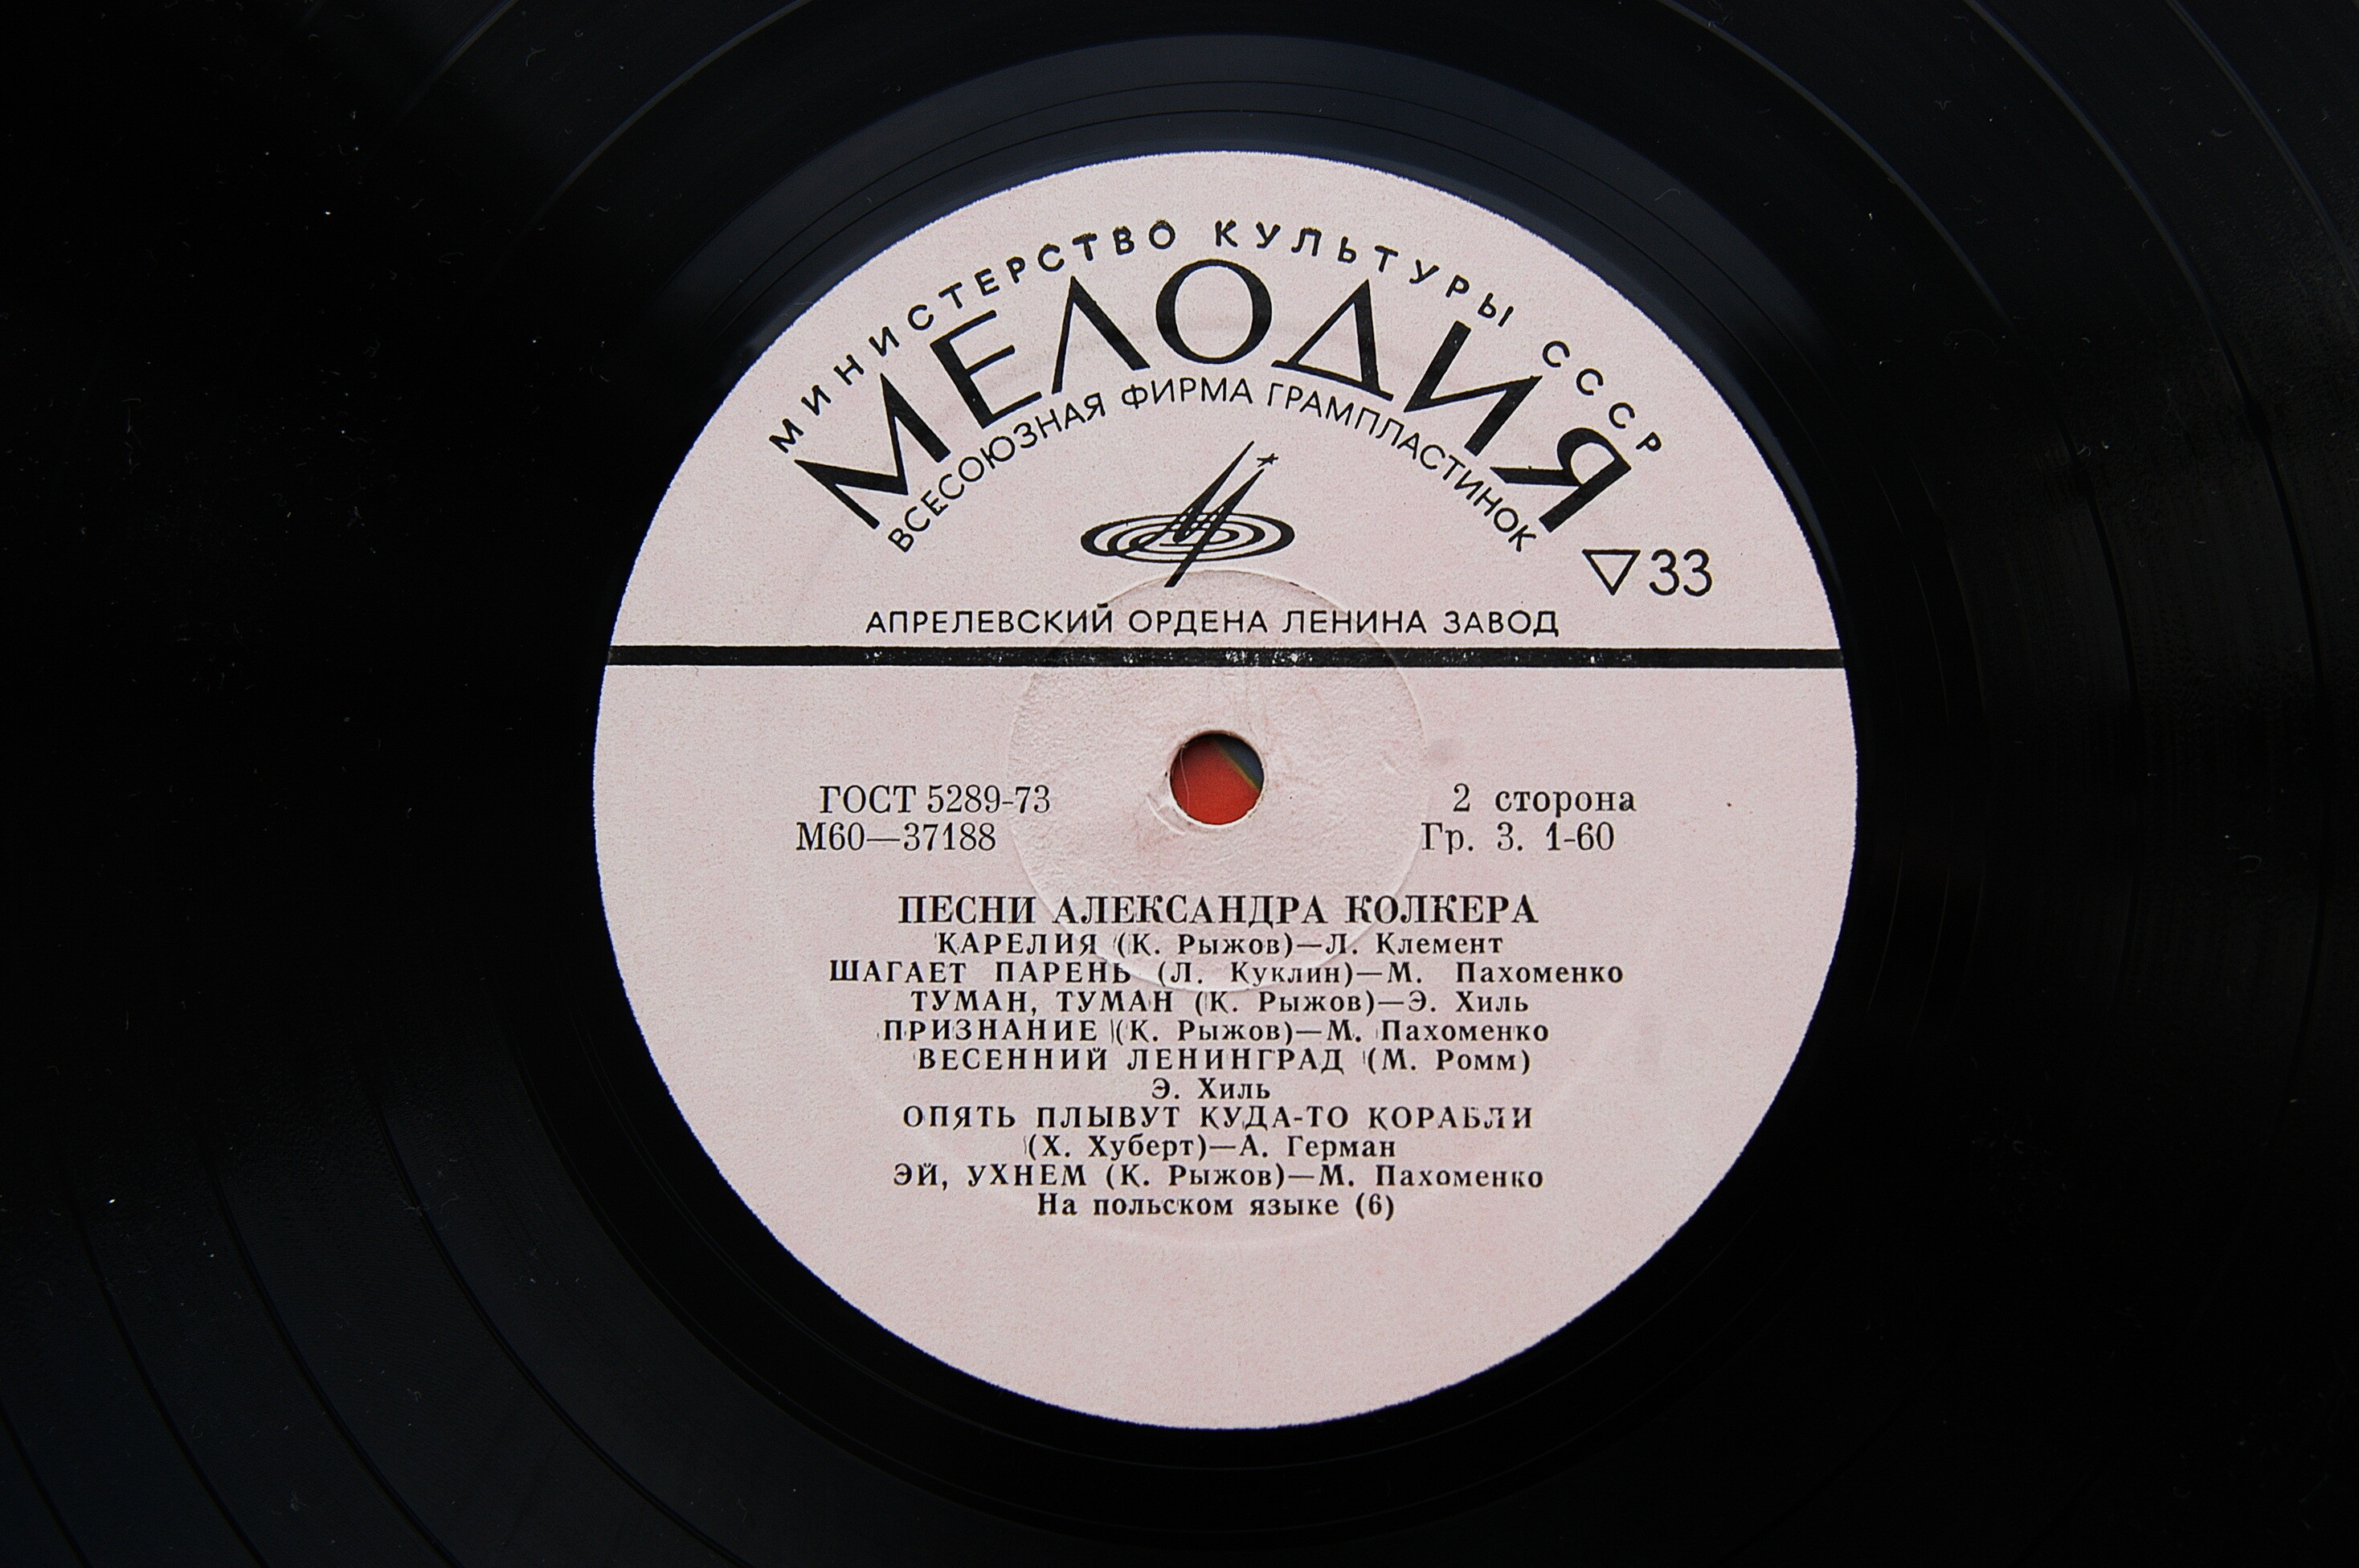 МИНИСТЕРСТВО КУЛЬТУРЫ СССР
МЕЛОДИЯ
ВСЕСОЮЗНАЯ ФИРМА ГРАМПЛАСТИНОК
▽33
АПРЕЛЕВСКИЙ ОРДЕНА ЛЕНИНА ЗАВОД
ГОСТ 5289-73
М60—37188
2 сторона
Гр. 3. 1-60
ПЕСНИ АЛЕКСАНДРА КОЛКЕРА
КАРЕЛИЯ (К. Рыжов)—Л. Клемент
ШАГАЕТ ПАРЕНЬ (Л. Куклин)—М. Пахоменко
ТУМАН, ТУМАН (К. Рыжов)—Э. Хиль
ПРИЗНАНИЕ (К. Рыжов)—М. Пахоменко
ВЕСЕННИЙ ЛЕНИНГРАД (М. Ромм)
Э. Хиль
ОПЯТЬ ПЛЫВУТ КУДА-ТО КОРАБЛИ
(Х. Хуберт)—А. Герман
ЭЙ, УХНЕМ (К. Рыжов)—М. Пахоменко
На польском языке (6)